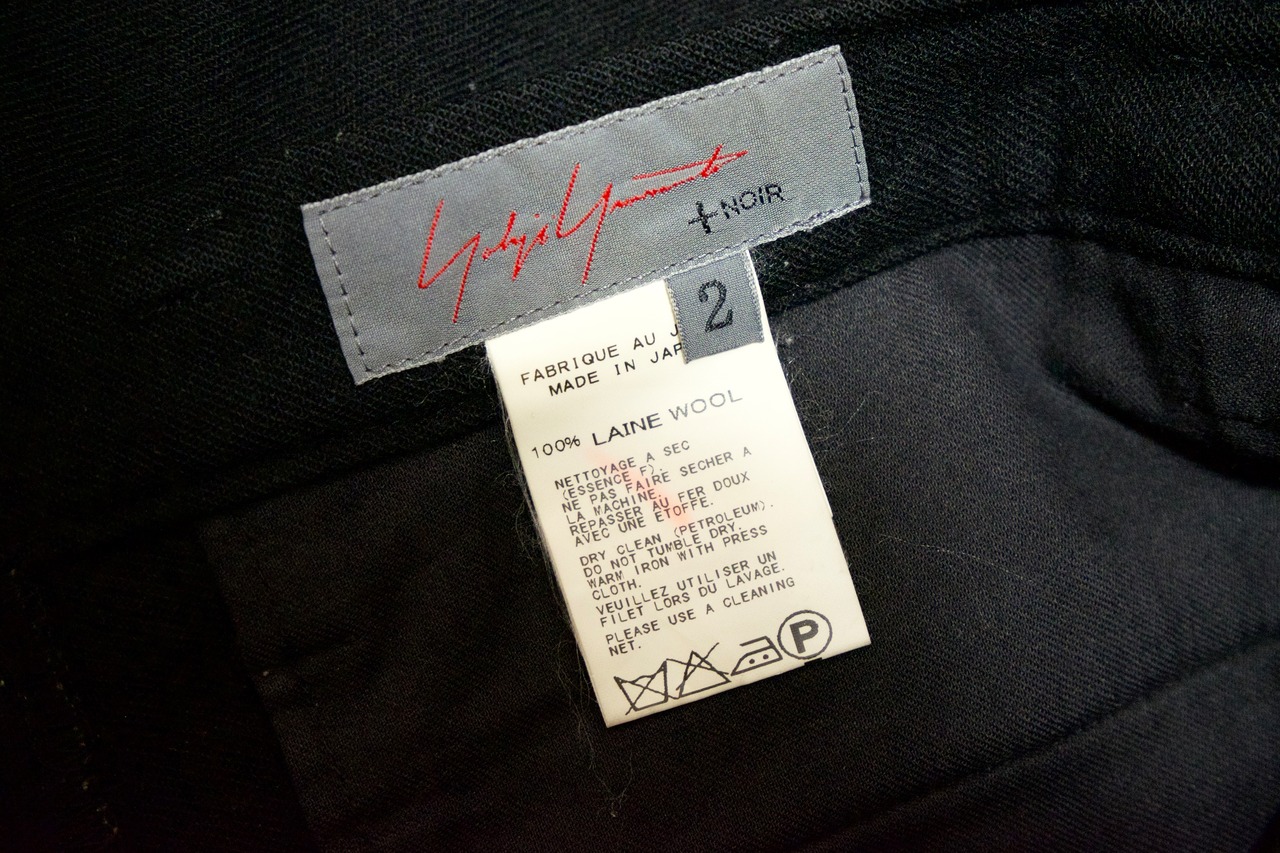 Yohji Yamamoto
+NOIR
2
FABRIQUE AU J
MADE IN JAP
100% LAINE WOOL
NETTOYAGE A SEC
(ESSENCE F).
NE PAS FAIRE SECHER A
LA MACHINE.
REPASSER AU FER DOUX
AVEC UNE ETOFFE.
DRY CLEAN (PETROLEUM).
DO NOT TUMBLE DRY.
WARM IRON WITH PRESS
CLOTH.
VEUILLEZ UTILISER UN
FILET LORS DU LAVAGE.
PLEASE USE A CLEANING
NET.
P